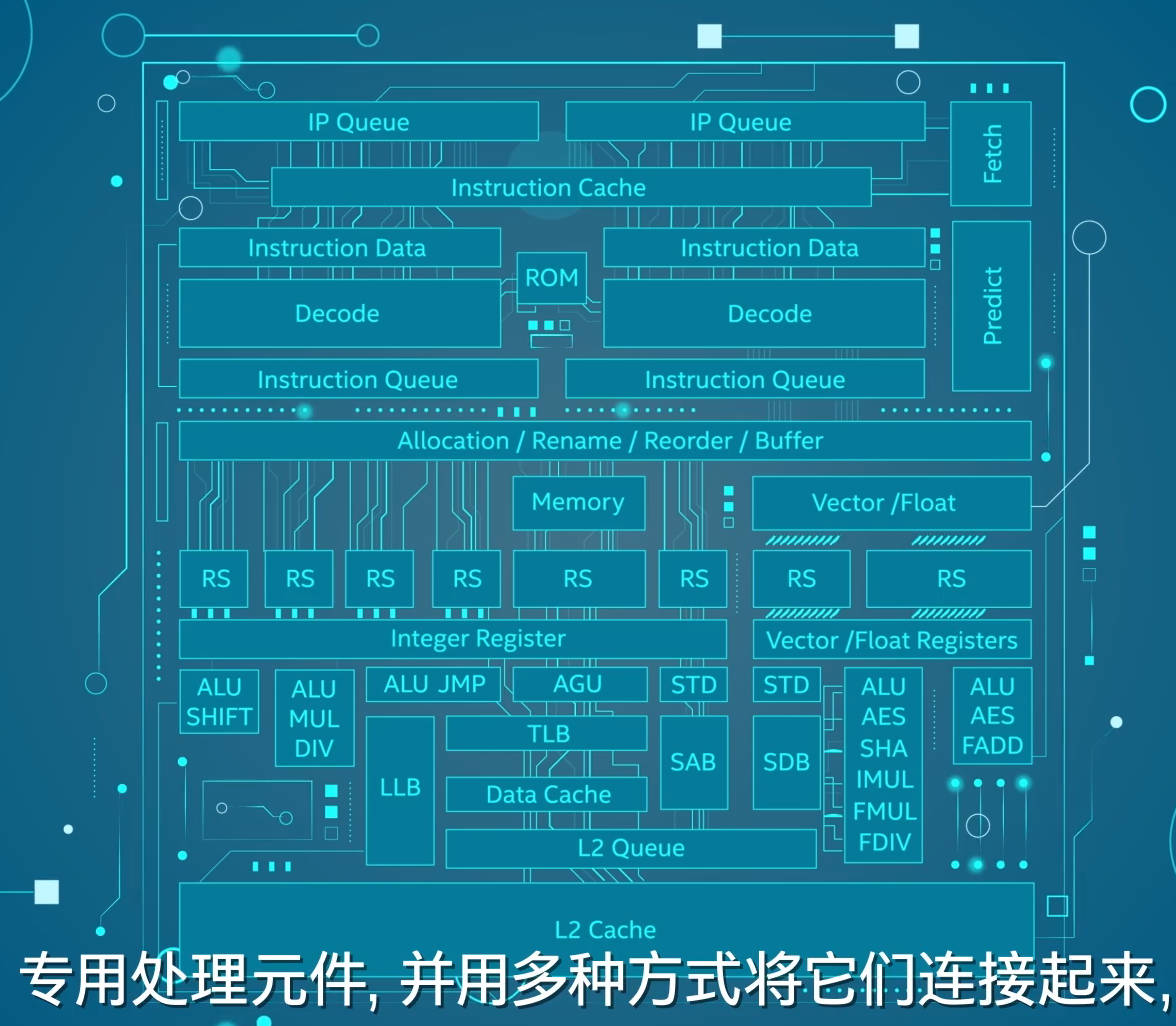 IP Queue
IP Queue
Fetch
Instruction Cache
Instruction Data
Instruction Data
ROM
Decode
Decode
Predict
Instruction Queue
Instruction Queue
Allocation / Rename / Reorder / Buffer
Memory
Vector /Float
RS
RS
RS
RS
RS
RS
RS
RS
Integer Register
Vector /Float Registers
ALU
SHIFT
ALU
MUL
DIV
ALU JMP
AGU
STD
STD
ALU
AES
SHA
IMUL
FMUL
FDIV
ALU
AES
FADD
LLB
TLB
SAB
SDB
Data Cache
L2 Queue
L2 Cache
专用处理元件, 并用多种方式将它们连接起来,